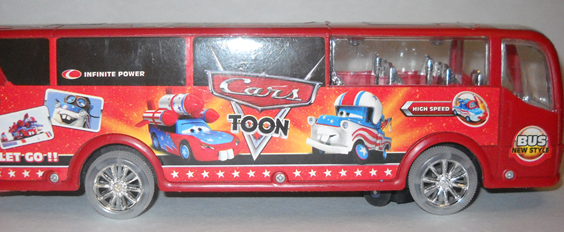 INFINITE POWER
Cars
TOON
HIGH SPEED
LET·GO'!!
BUS
NEW STYLE